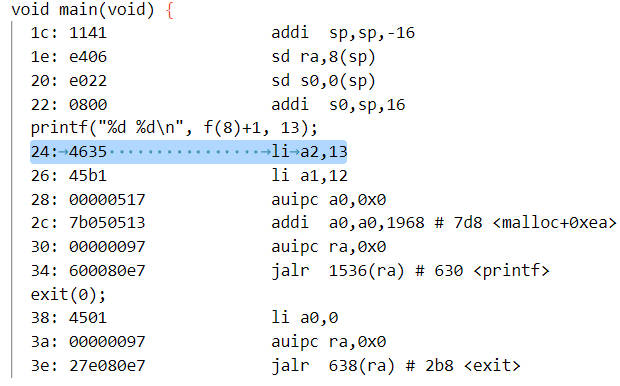 void main(void) {
1c: 1141 addi sp,sp,-16
1e: e406 sd ra,8(sp)
20: e022 sd s0,0(sp)
22: 0800 addi s0,sp,16
printf("%d %d\n", f(8)+1, 13);
24:→4635·················→li→a2,13
26: 45b1 li a1,12
28: 00000517 auipc a0,0x0
2c: 7b050513 addi a0,a0,1968 # 7d8 <malloc+0xea>
30: 00000097 auipc ra,0x0
34: 600080e7 jalr 1536(ra) # 630 <printf>
exit(0);
38: 4501 li a0,0
3a: 00000097 auipc ra,0x0
3e: 27e080e7 jalr 638(ra) # 2b8 <exit>